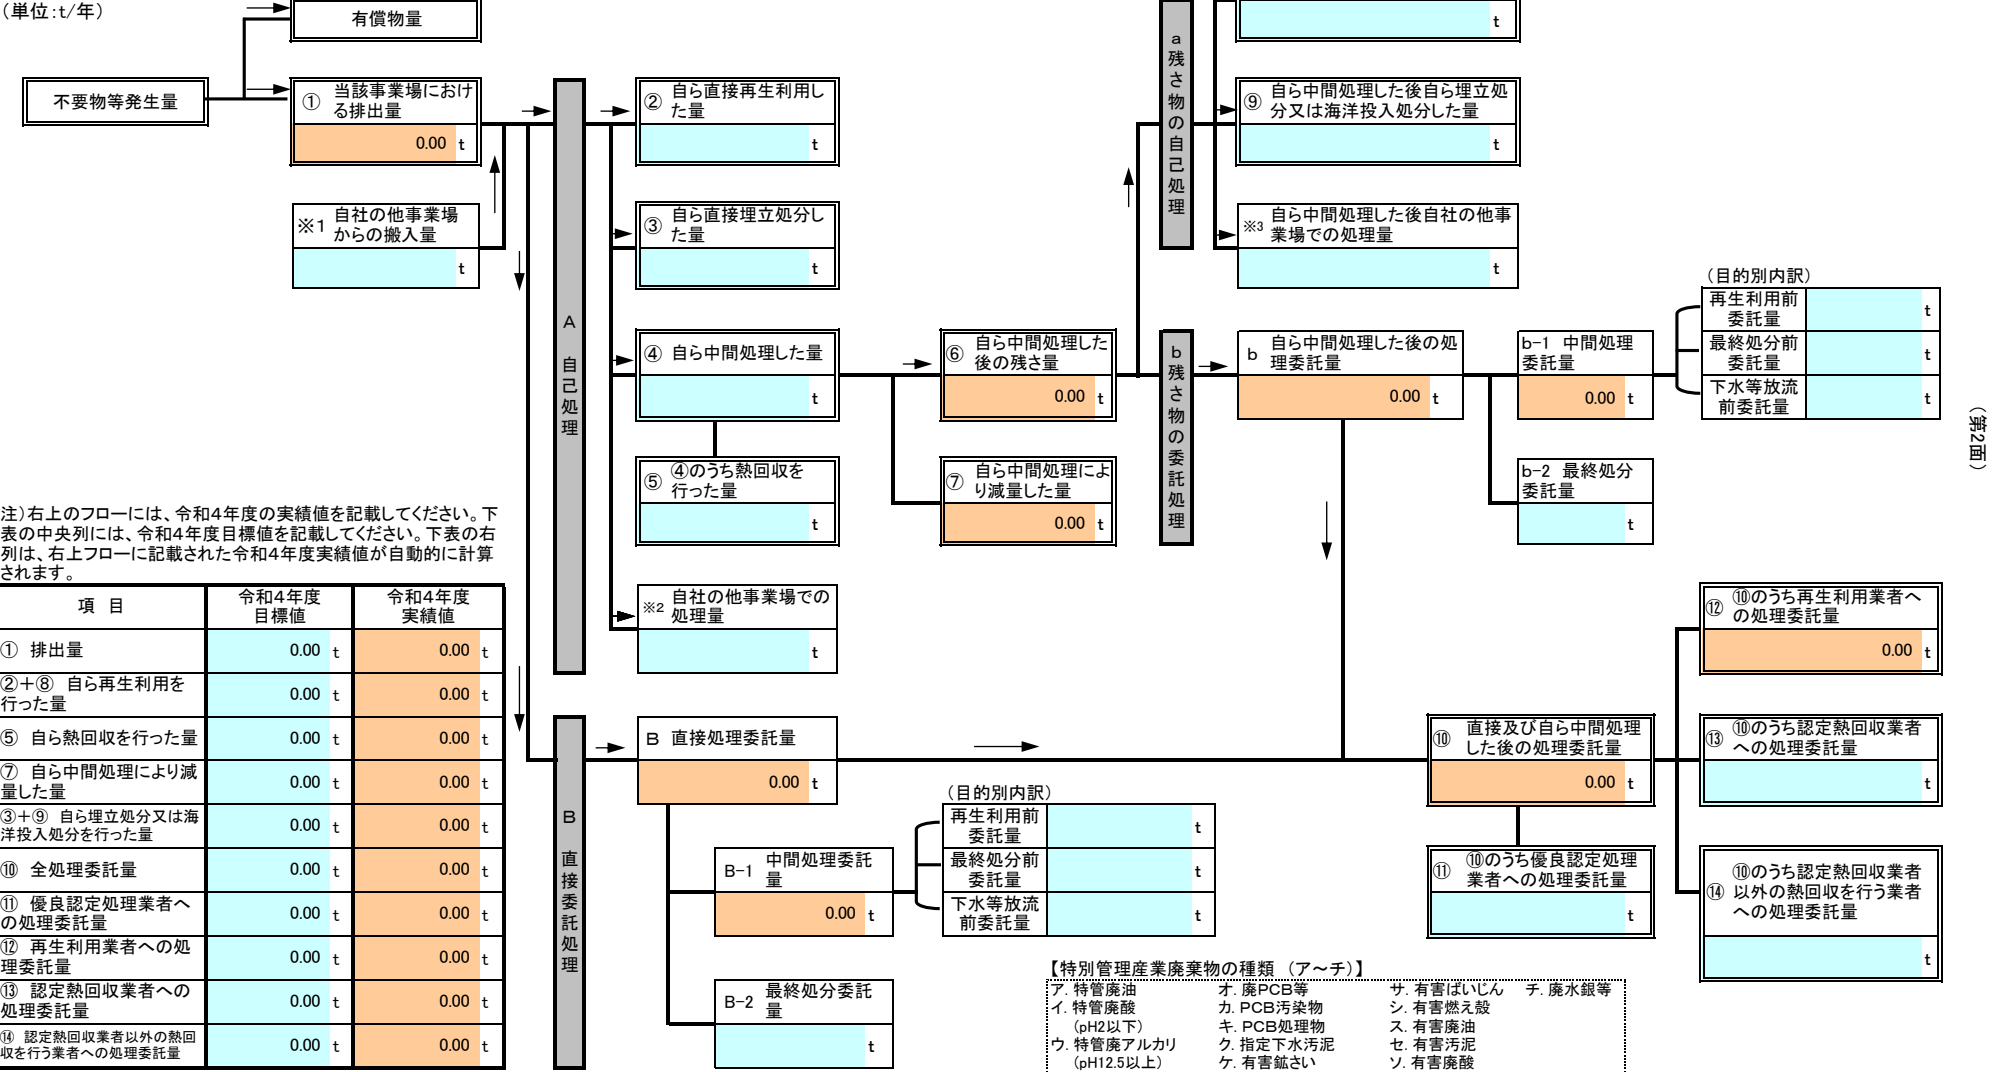 （単位：t/年）
有償物量
不要物等発生量
① 当該事業場におけ
る排出量
0.00 t
※1 自社の他事業場
からの搬入量
t
A 自己処理
② 自ら直接再生利用し
た量
t
③ 自ら直接埋立処分し
た量
t
④ 自ら中間処理した量
t
⑤ ④のうち熱回収を
行った量
t
※2 自社の他事業場での
処理量
t
⑥ 自ら中間処理した
後の残さ量
0.00 t
⑦ 自ら中間処理によ
り減量した量
0.00 t
a 残さ物の自己処理
t
⑨ 自ら中間処理した後自ら埋立処
分又は海洋投入処分した量
t
※3 自ら中間処理した後自社の他事
業場での処理量
t
b 残さ物の委託処理
b 自ら中間処理した後の処
理委託量
0.00 t
b-1 中間処理
委託量
0.00 t
b-2 最終処分
委託量
t
（目的別内訳）
再生利用前
委託量
t
最終処分前
委託量
t
下水等放流
前委託量
t
（第2面）
注）右上のフローには、令和４年度の実績値を記載してください。下
表の中央列には、令和４年度目標値を記載してください。下表の右
列は、右上フローに記載された令和４年度実績値が自動的に計算
されます。
項 目 令和４年度
目標値 令和４年度
実績値
① 排出量 0.00 t 0.00 t
②＋⑧ 自ら再生利用を
行った量 0.00 t 0.00 t
⑤ 自ら熱回収を行った量 0.00 t 0.00 t
⑦ 自ら中間処理により減
量した量 0.00 t 0.00 t
③＋⑨ 自ら埋立処分又は海
洋投入処分を行った量 0.00 t 0.00 t
⑩ 全処理委託量 0.00 t 0.00 t
⑪ 優良認定処理業者へ
の処理委託量 0.00 t 0.00 t
⑫ 再生利用業者への処
理委託量 0.00 t 0.00 t
⑬ 認定熱回収業者への
処理委託量 0.00 t 0.00 t
⑭ 認定熱回収業者以外の熱回
収を行う業者への処理委託量 0.00 t 0.00 t
B 直接委託処理
B 直接処理委託量
0.00 t
B-1 中間処理委託
量
0.00 t
B-2 最終処分委託
量
t
（目的別内訳）
再生利用前
委託量
t
最終処分前
委託量
t
下水等放流
前委託量
t
⑩ 直接及び自ら中間処理
した後の処理委託量
0.00 t
⑪ ⑩のうち優良認定処理
業者への処理委託量
t
⑫ ⑩のうち再生利用業者へ
の処理委託量
0.00 t
⑬ ⑩のうち認定熱回収業者
への処理委託量
t
⑭ ⑩のうち認定熱回収業者
以外の熱回収を行う業者
への処理委託量
t
【特別管理産業廃棄物の種類 （ア～チ）】
ア. 特管廃油 オ. 廃PCB等 サ. 有害ばいじん チ. 廃水銀等
イ. 特管廃酸 カ. PCB汚染物 シ. 有害燃え殻
（pH2以下） キ. PCB処理物 ス. 有害廃油
ウ. 特管廃アルカリ ク. 指定下水汚泥 セ. 有害汚泥
（pH12.5以上） ケ. 有害鉱さい ソ. 有害廃酸